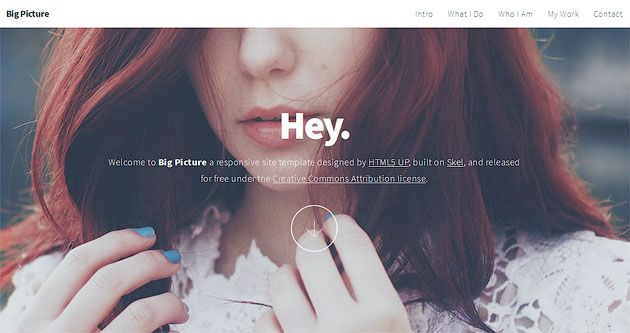 Big Picture
Intro What I Do Who I Am My Work Contact
Hey.
Welcome to Big Picture a responsive site template designed by HTML5 UP, built on Skel, and released
for free under the Creative Commons Attribution license.